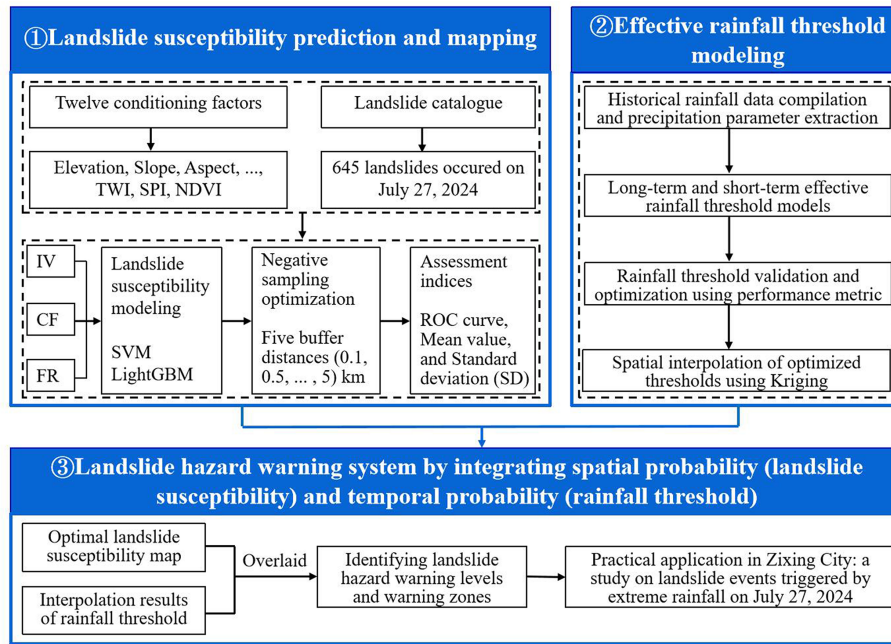 ①Landslide susceptibility prediction and mapping
Twelve conditioning factors
Landslide catalogue
Elevation, Slope, Aspect, ...,
TWI, SPI, NDVI
645 landslides occured on
July 27, 2024
IV
CF
FR
Landslide
susceptibility
modeling
SVM
LightGBM
Negative
sampling
optimization
Five buffer
distances (0.1,
0.5, ... , 5) km
Assessment
indices
ROC curve,
Mean value,
and Standard
deviation (SD)
②Effective rainfall threshold
modeling
Historical rainfall data compilation
and precipitation parameter extraction
Long-term and short-term effective
rainfall threshold models
Rainfall threshold validation and
optimization using performance metric
Spatial interpolation of optimized
thresholds using Kriging
③Landslide hazard warning system by integrating spatial probability (landslide
susceptibility) and temporal probability (rainfall threshold)
Optimal landslide
susceptibility map
Interpolation results
of rainfall threshold
Overlaid
Identifying landslide
hazard warning levels
and warning zones
Practical application in Zixing City: a
study on landslide events triggered by
extreme rainfall on July 27, 2024